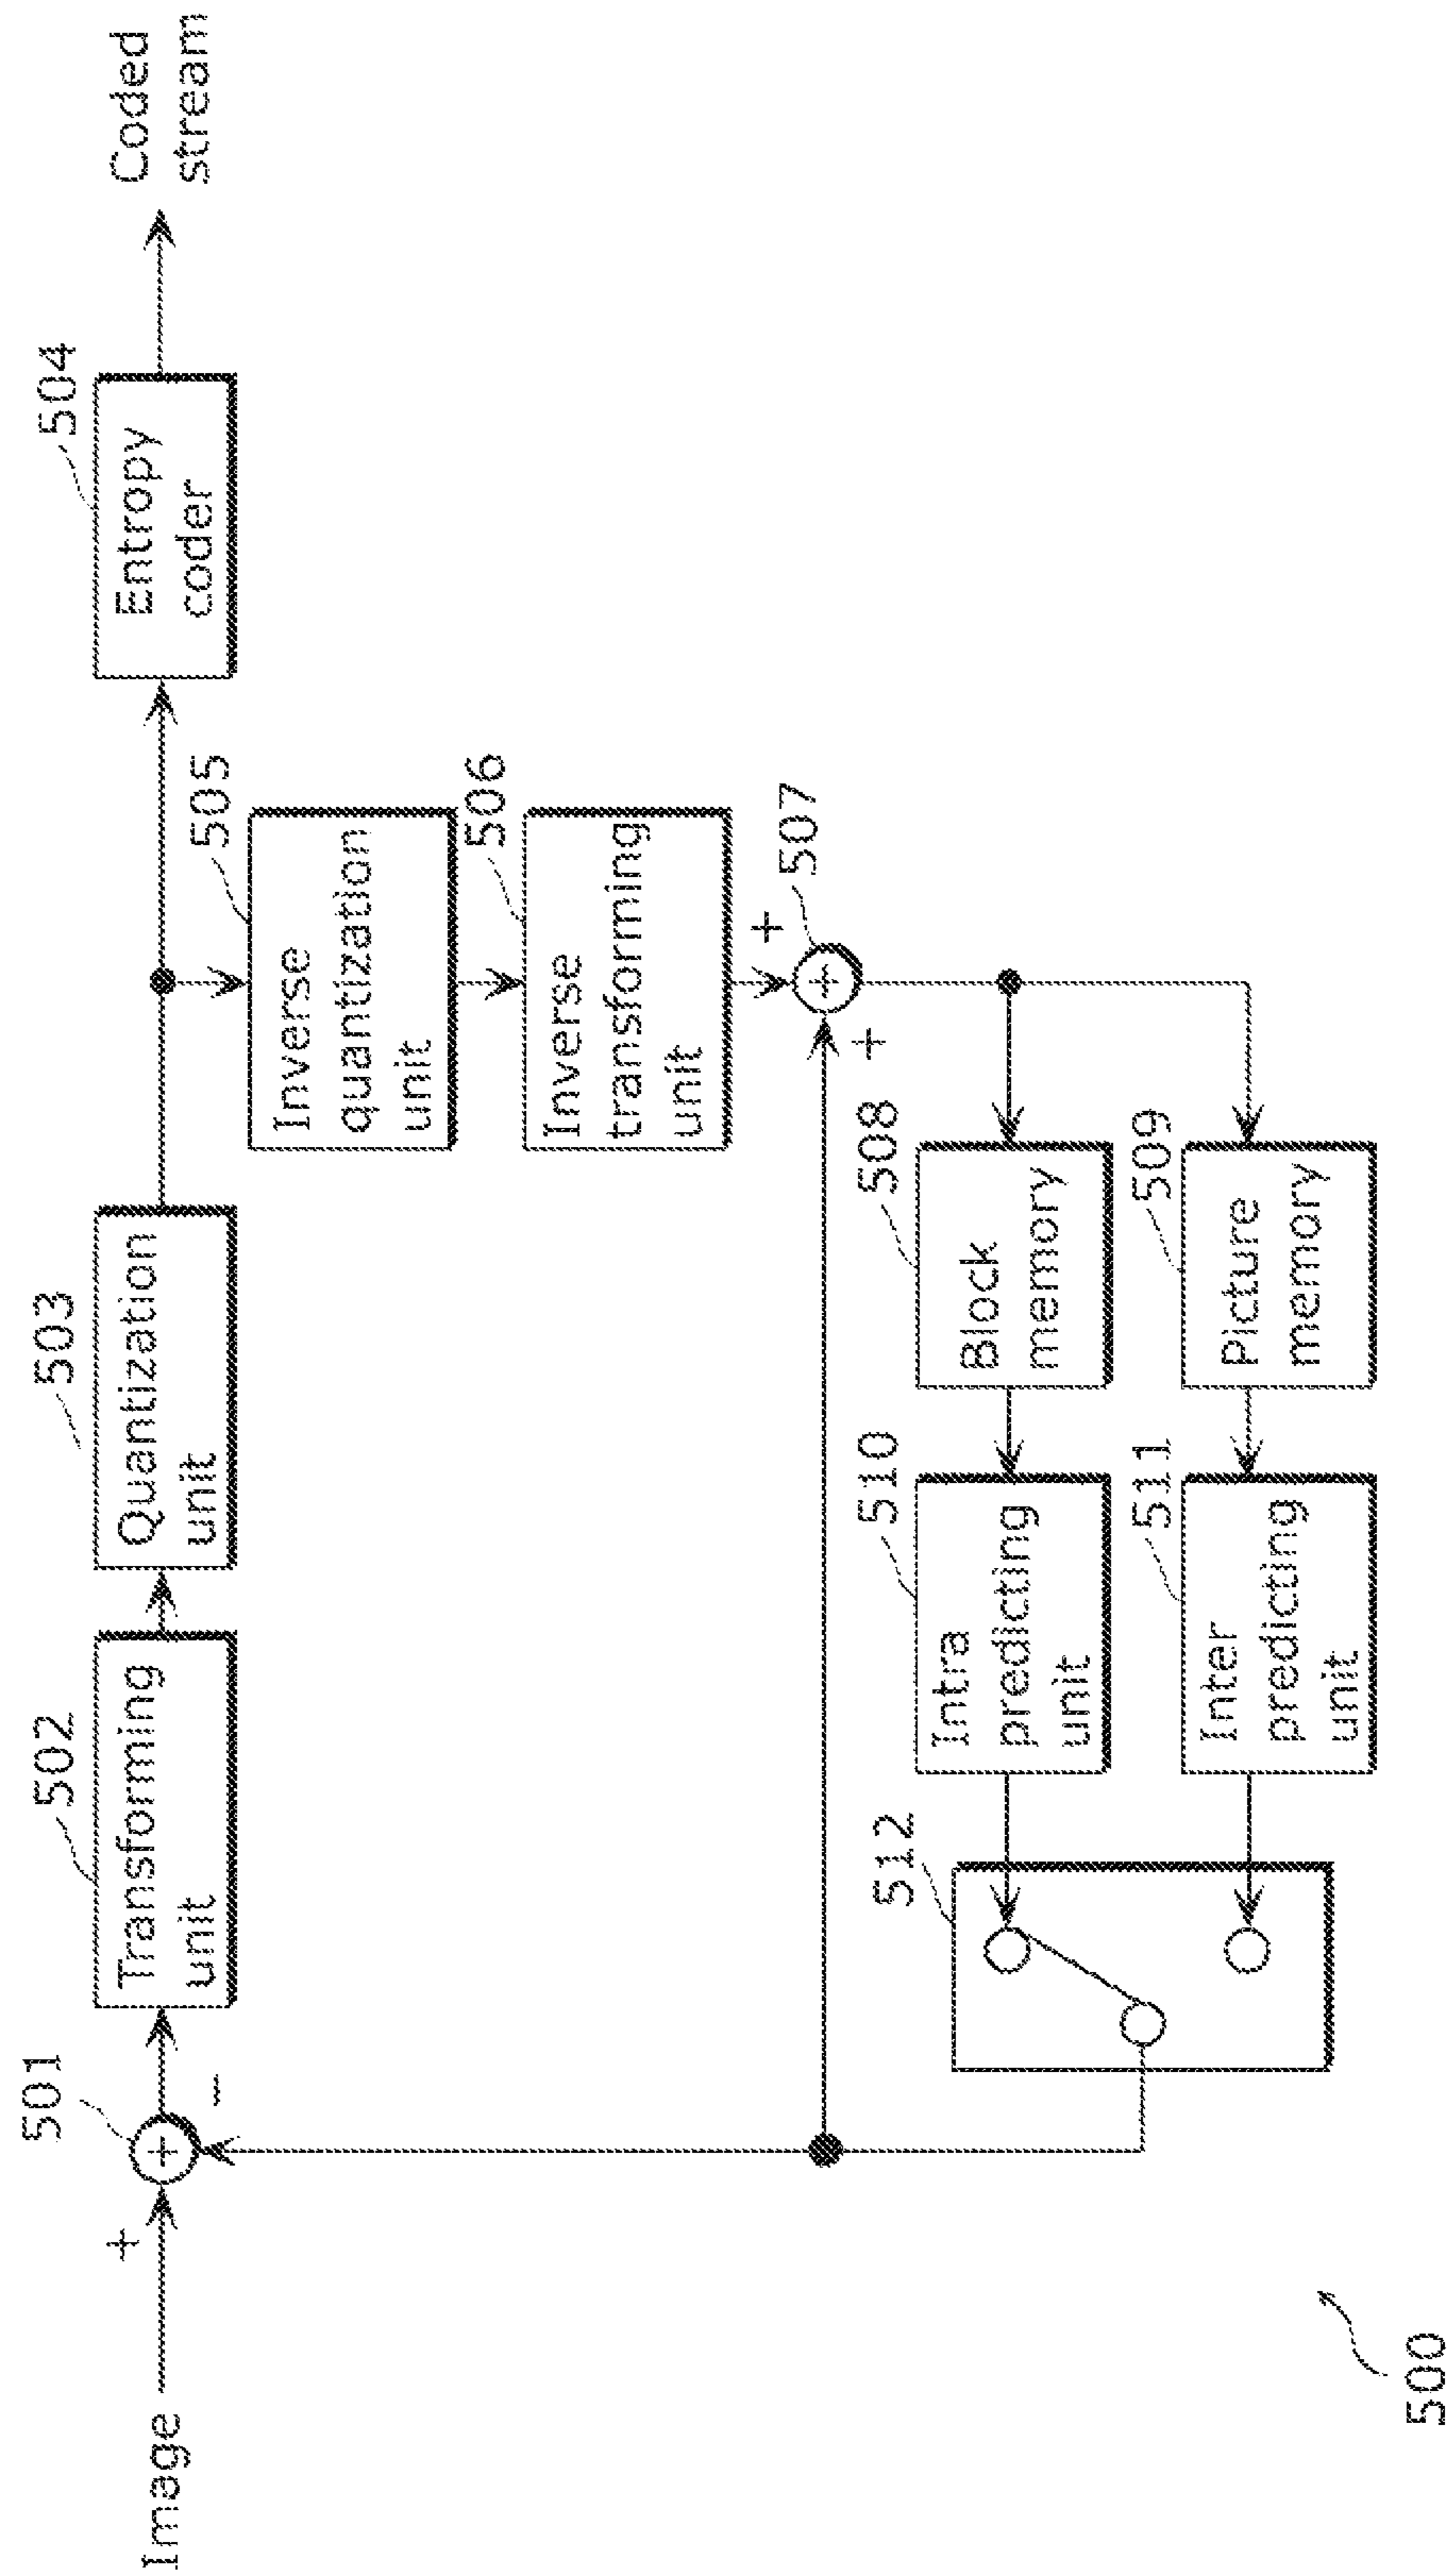 Image
+
501
−
+
502
Transforming
unit
503
Quantization
unit
504
Entropy
coder
Coded
stream
505
Inverse
quantization
unit
506
Inverse
transforming
unit
+
507
+
+
508
Block
memory
509
Picture
memory
510
Intra
predicting
unit
511
Inter
predicting
unit
512
500